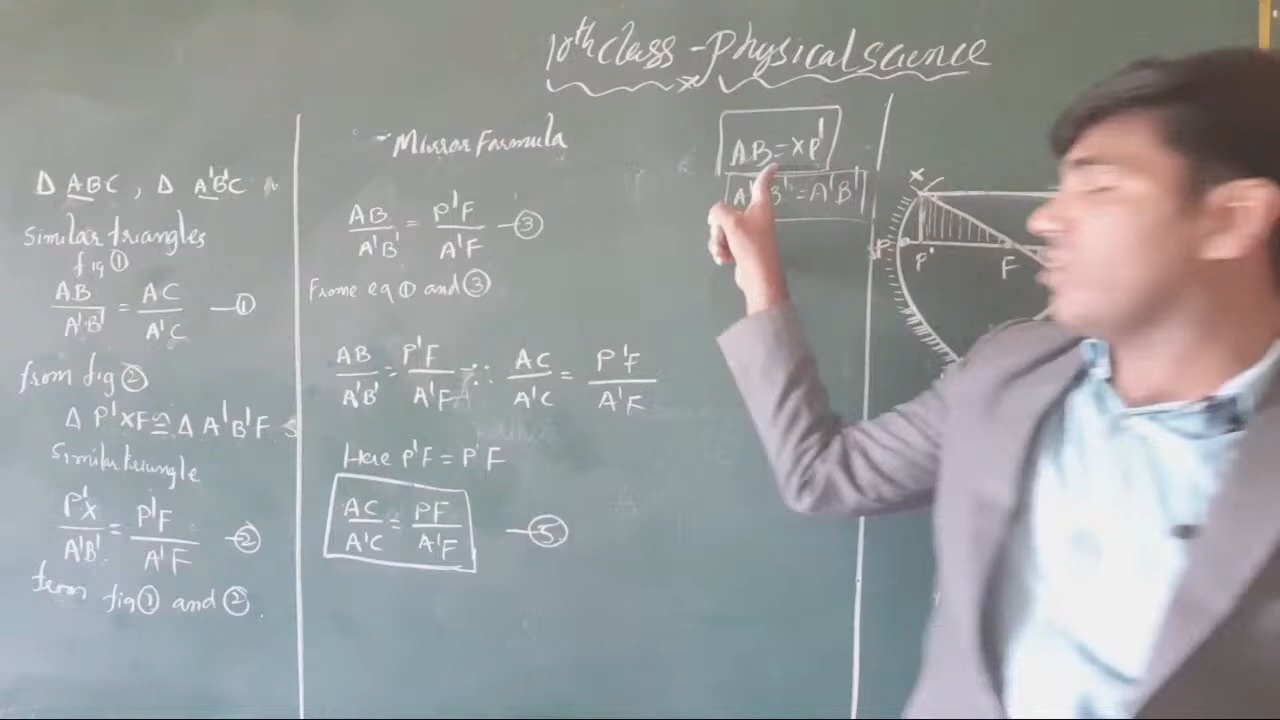 10th class - Physical science
Δ ABC, Δ A'B'C
Similar triangles
fig ①
AB/A'B' = AC/A'C — ①
from fig ②
Δ P'XF ≅ Δ A'B'F
Similar triangle
P'X/A'B' = P'F/A'F — ②
from fig ① and ②.
Mirror Formula
AB/A'B' = P'F/A'F — ③
Frome eq ① and ③
AB/A'B' = P'F/A'F ∴ AC/A'C = P'F/A'F
Here P'F = P'F
AC/A'C = PF/A'F — ⑤
AB = XP'
A'B' = A'B'
X
P
P'
F